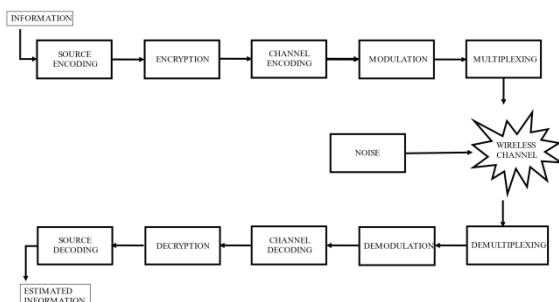 INFORMATION
SOURCE
ENCODING
ENCRYPTION
CHANNEL
ENCODING
MODULATION
MULTIPLEXING
NOISE
WIRELESS
CHANNEL
SOURCE
DECODING
DECRYPTION
CHANNEL
DECODING
DEMODULATION
DEMULTIPLEXING
ESTIMATED
INFORMATION